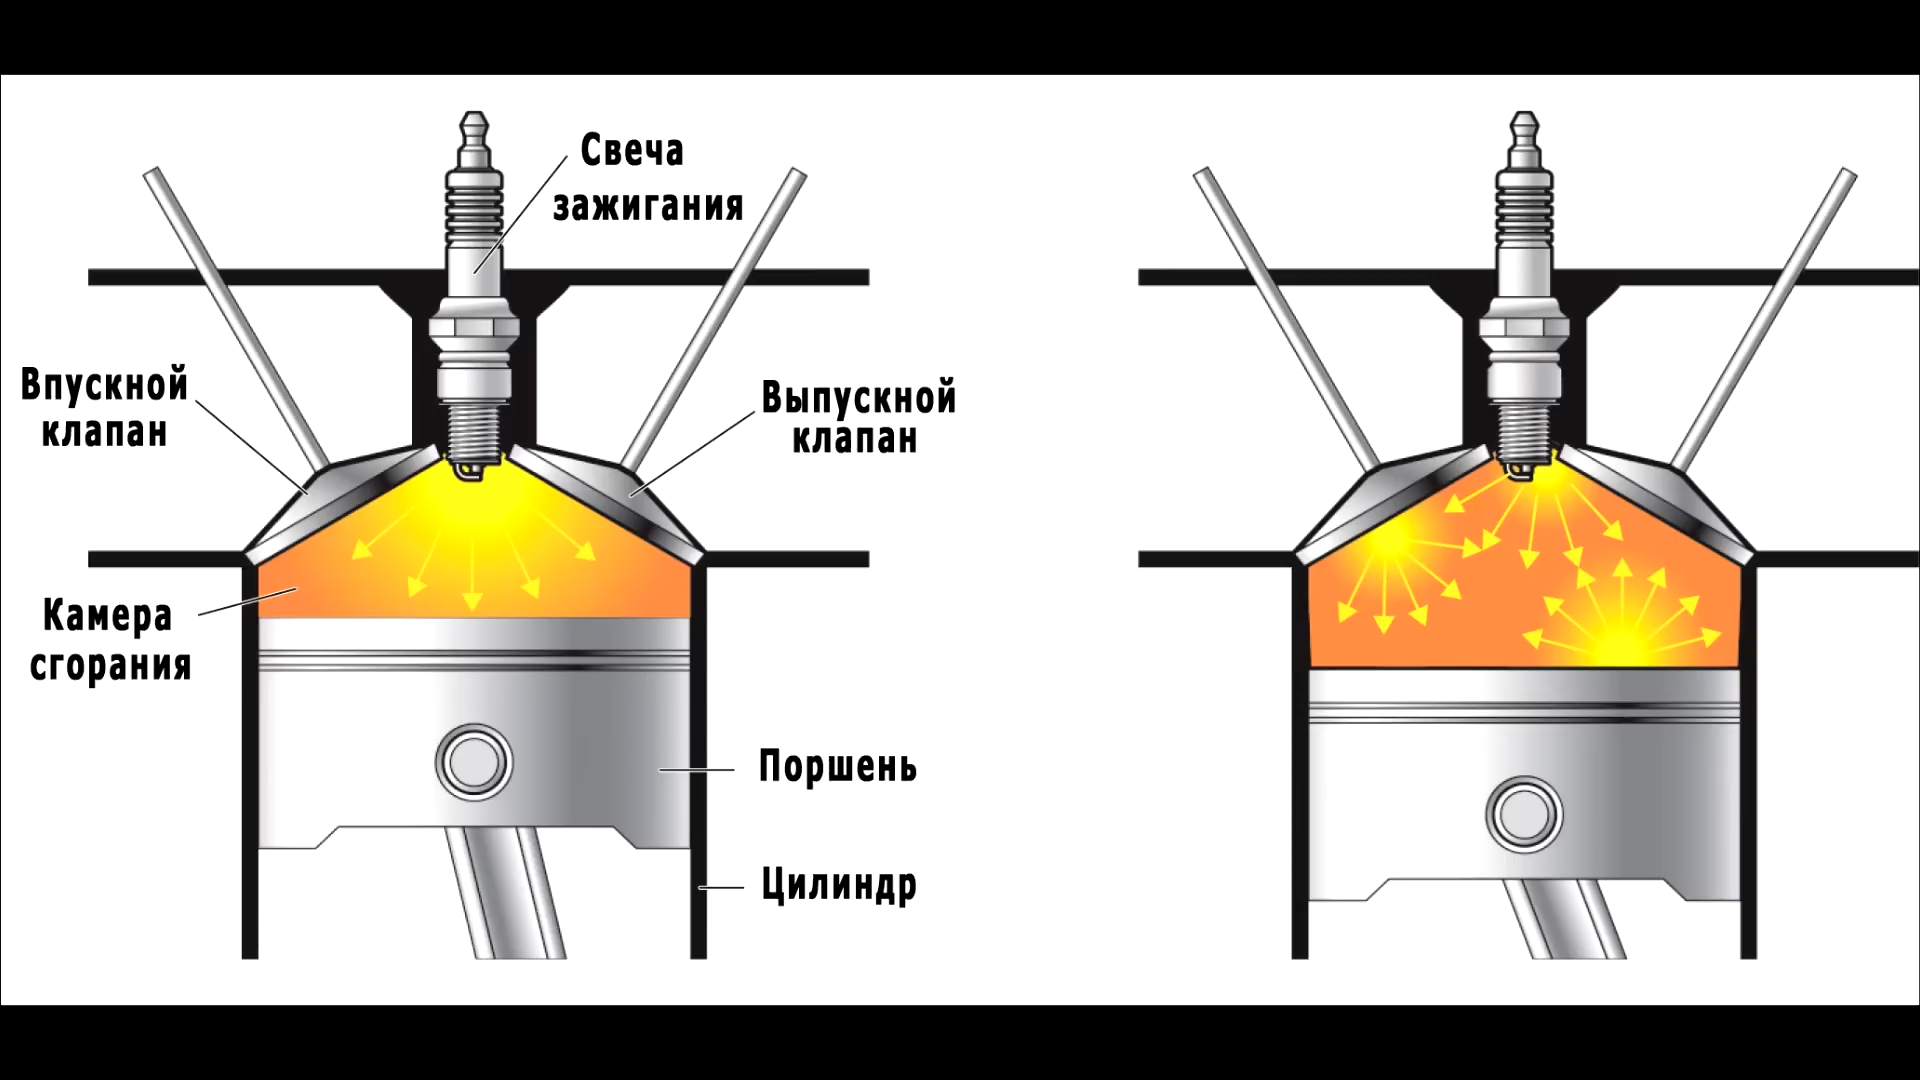 Свеча
зажигания
Впускной
клапан
Выпускной
клапан
Камера
сгорания
Поршень
Цилиндр